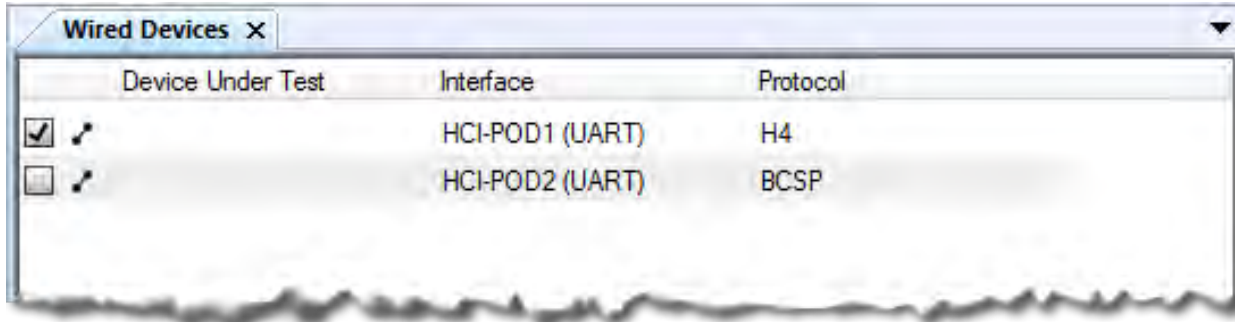 Wired Devices
Device Under Test Interface Protocol
HCI-POD1 (UART) H4
HCI-POD2 (UART) BCSP